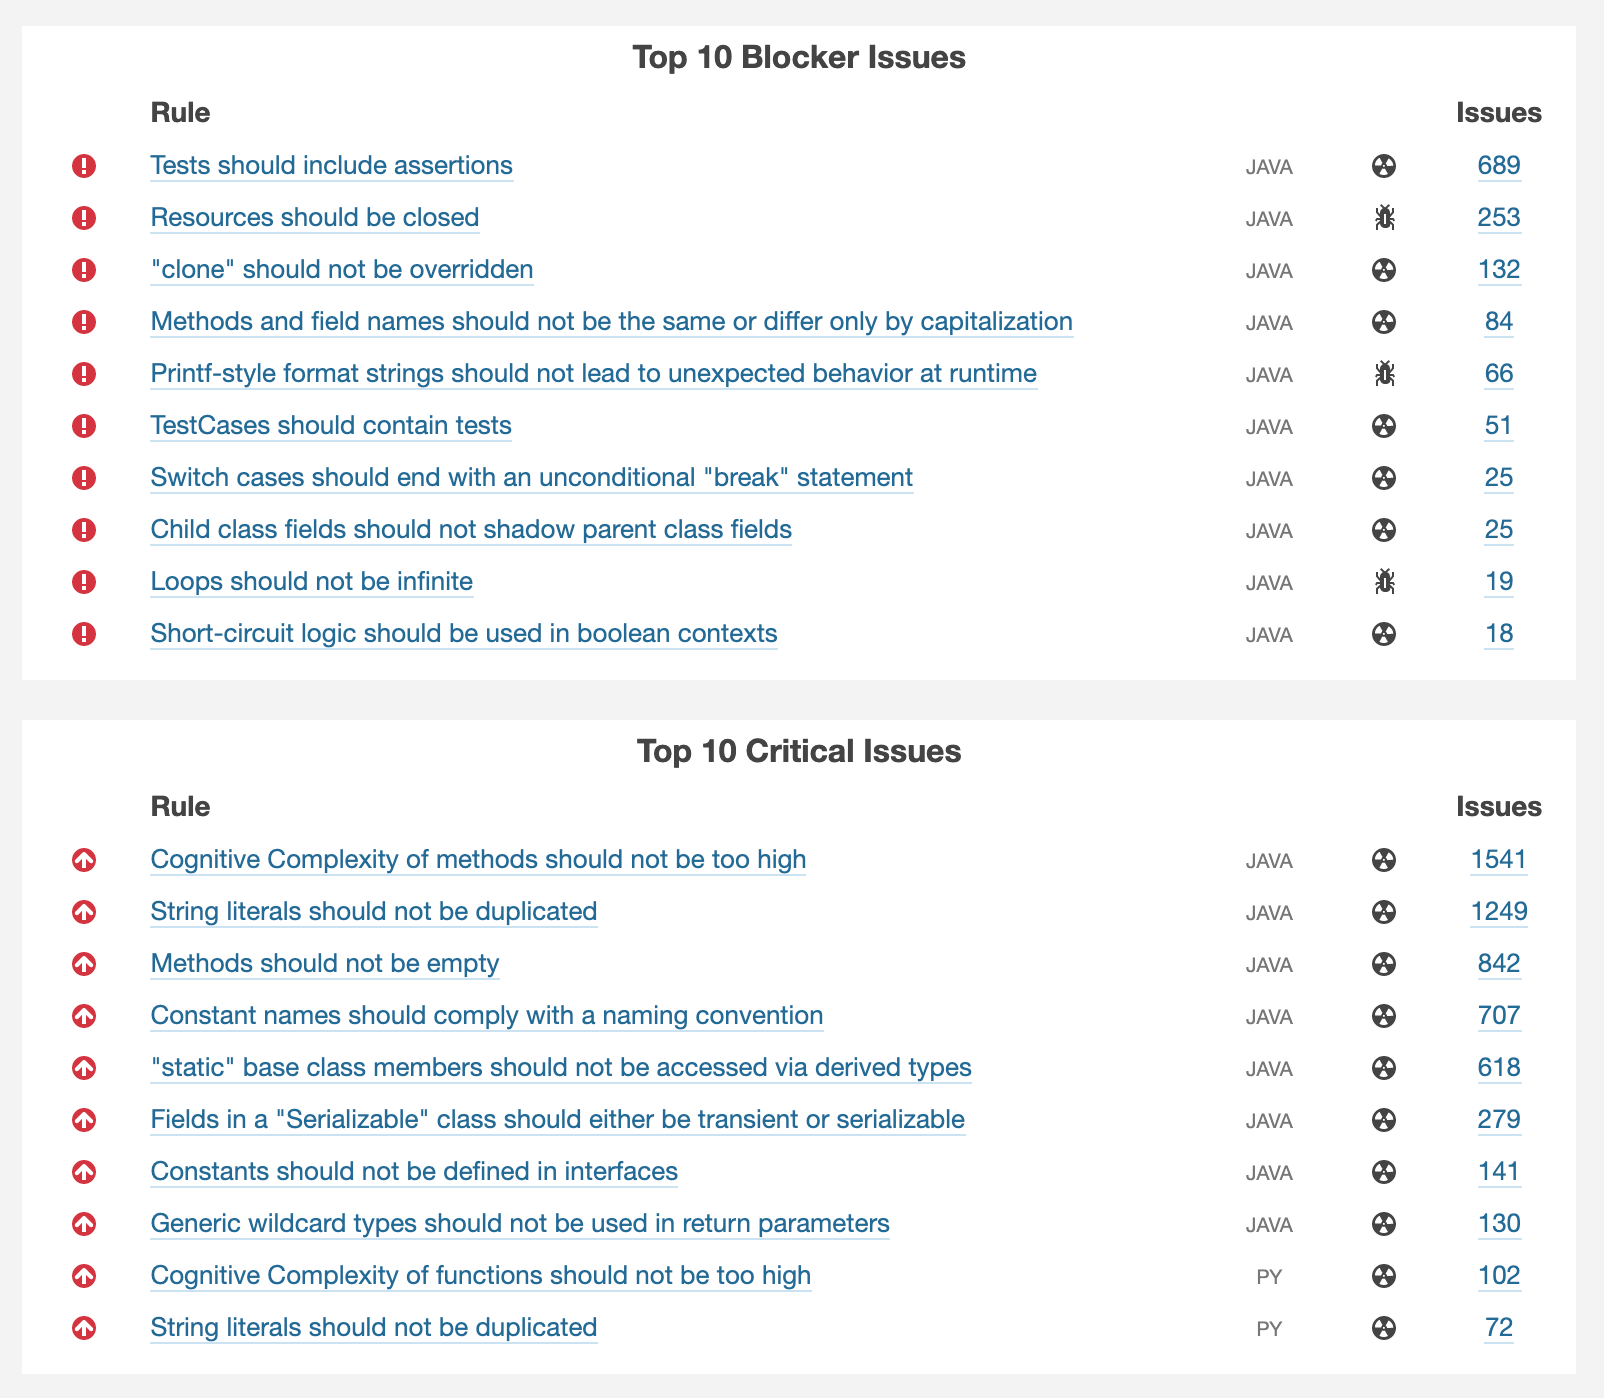 Top 10 Blocker Issues
Rule Issues
Tests should include assertions JAVA 689
Resources should be closed JAVA 253
"clone" should not be overridden JAVA 132
Methods and field names should not be the same or differ only by capitalization JAVA 84
Printf-style format strings should not lead to unexpected behavior at runtime JAVA 66
TestCases should contain tests JAVA 51
Switch cases should end with an unconditional "break" statement JAVA 25
Child class fields should not shadow parent class fields JAVA 25
Loops should not be infinite JAVA 19
Short-circuit logic should be used in boolean contexts JAVA 18
Top 10 Critical Issues
Rule Issues
Cognitive Complexity of methods should not be too high JAVA 1541
String literals should not be duplicated JAVA 1249
Methods should not be empty JAVA 842
Constant names should comply with a naming convention JAVA 707
"static" base class members should not be accessed via derived types JAVA 618
Fields in a "Serializable" class should either be transient or serializable JAVA 279
Constants should not be defined in interfaces JAVA 141
Generic wildcard types should not be used in return parameters JAVA 130
Cognitive Complexity of functions should not be too high PY 102
String literals should not be duplicated PY 72